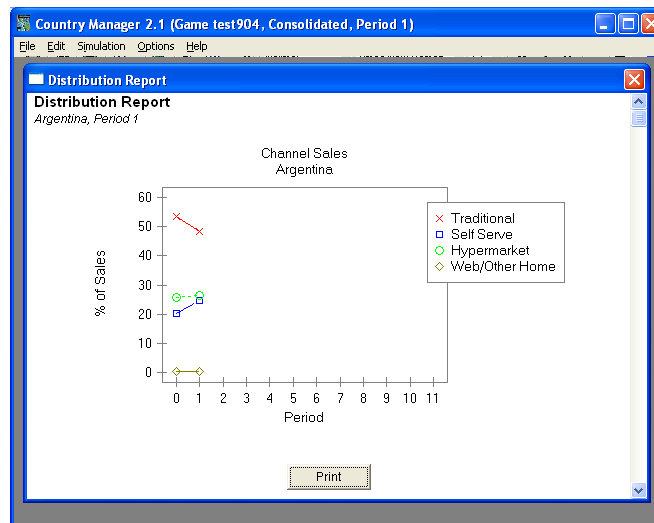 Country Manager 2.1 (Game test904, Consolidated, Period 1)
File Edit Simulation Options Help
Distribution Report
Distribution Report
Argentina, Period 1
Channel Sales
Argentina
60
50
40
30
20
10
0
% of Sales
0 1 2 3 4 5 6 7 8 9 10 11
Period
Traditional
Self Serve
Hypermarket
Web/Other Home
Print